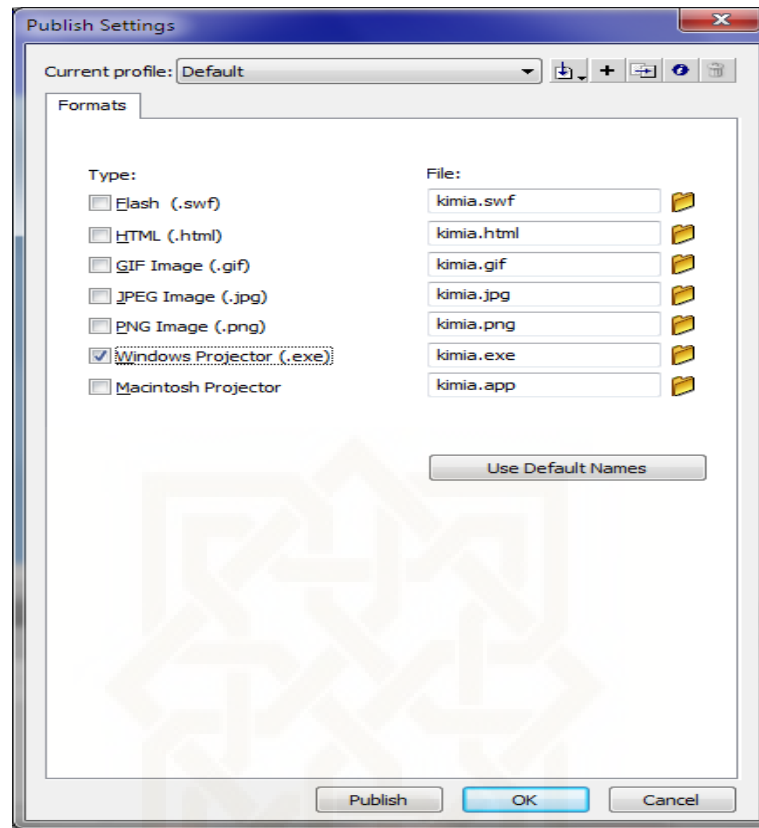 Publish Settings
Current profile: Default
Formats
Type: File:
Flash (.swf) kimia.swf
HTML (.html) kimia.html
GIF Image (.gif) kimia.gif
JPEG Image (.jpg) kimia.jpg
PNG Image (.png) kimia.png
Windows Projector (.exe) kimia.exe
Macintosh Projector kimia.app
Use Default Names
Publish OK Cancel